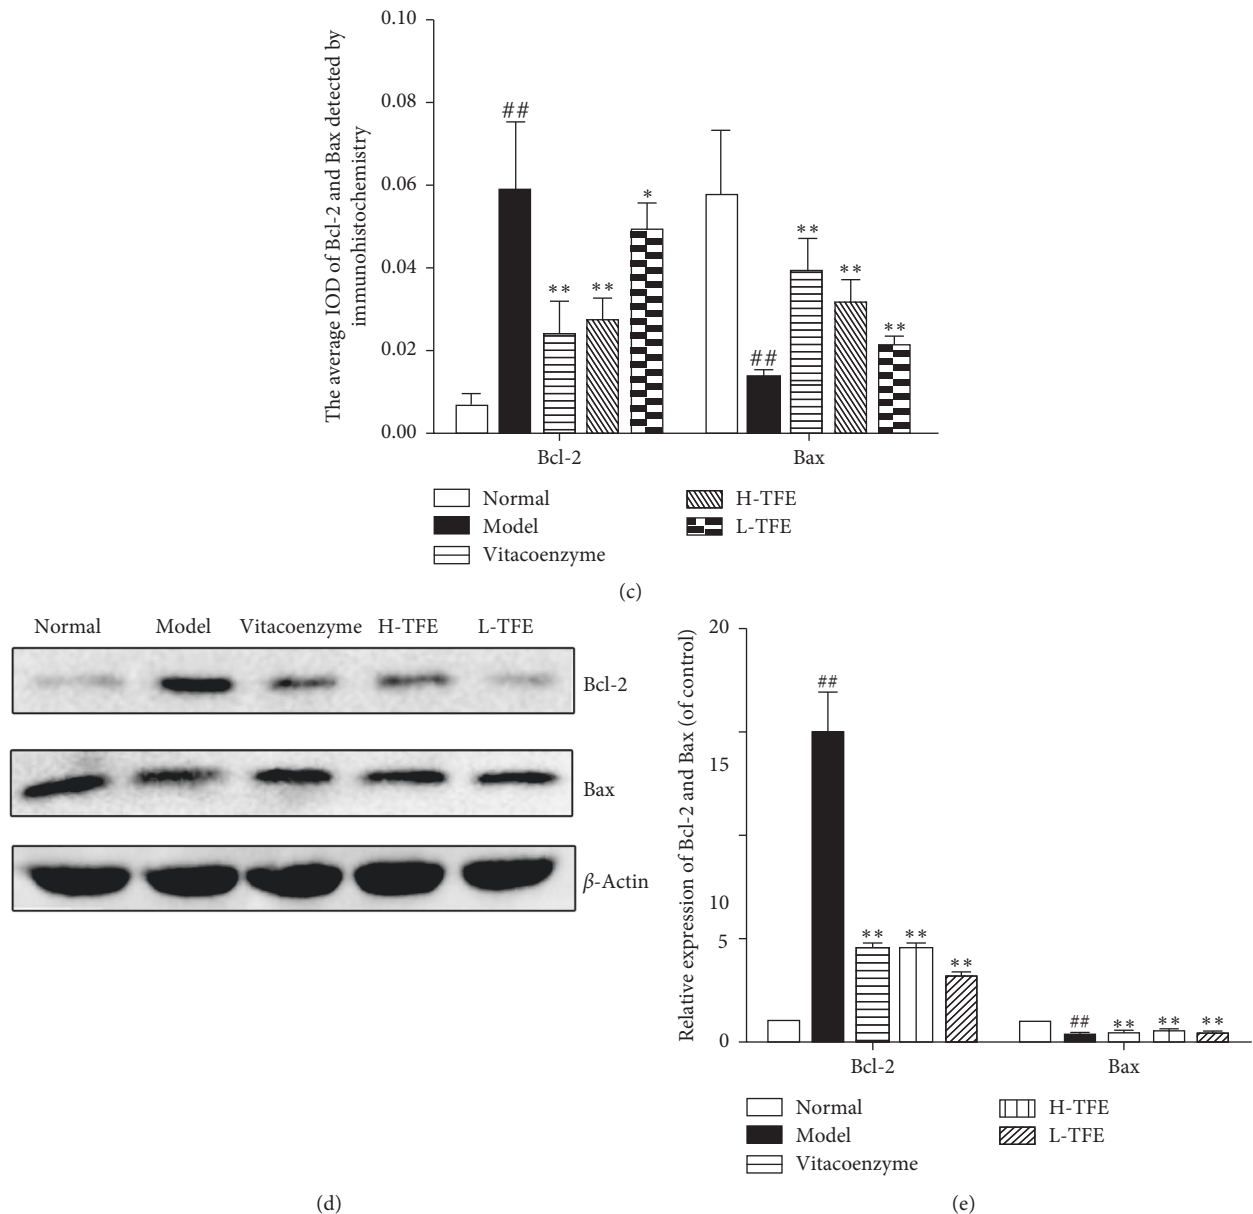 The average IOD of Bcl-2 and Bax detected by
immunohistochemistry
0.10
0.08
0.06
0.04
0.02
0.00
##
**
**
*
##
**
**
**
Bcl-2
Bax
Normal
Model
Vitacoenzyme
H-TFE
L-TFE
(c)
Normal Model Vitacoenzyme H-TFE L-TFE
Bcl-2
Bax
β-Actin
(d)
Relative expression of Bcl-2 and Bax (of control)
20
15
10
5
0
##
**
**
**
##
**
**
**
Bcl-2
Bax
Normal
Model
Vitacoenzyme
H-TFE
L-TFE
(e)